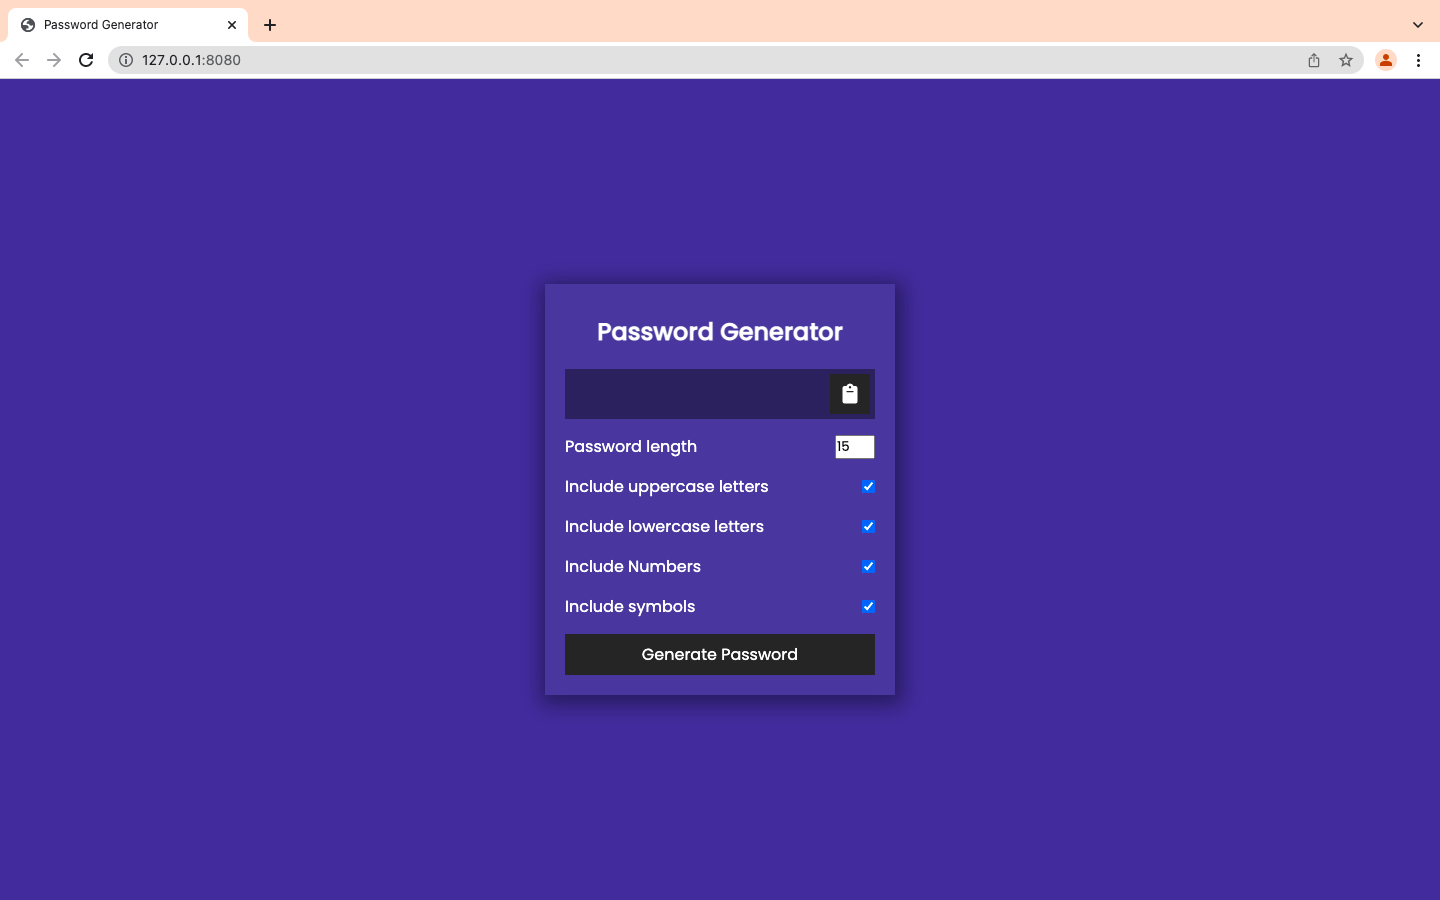 Password Generator
127.0.0.1:8080
Password Generator
Password length
15
Include uppercase letters
Include lowercase letters
Include Numbers
Include symbols
Generate Password